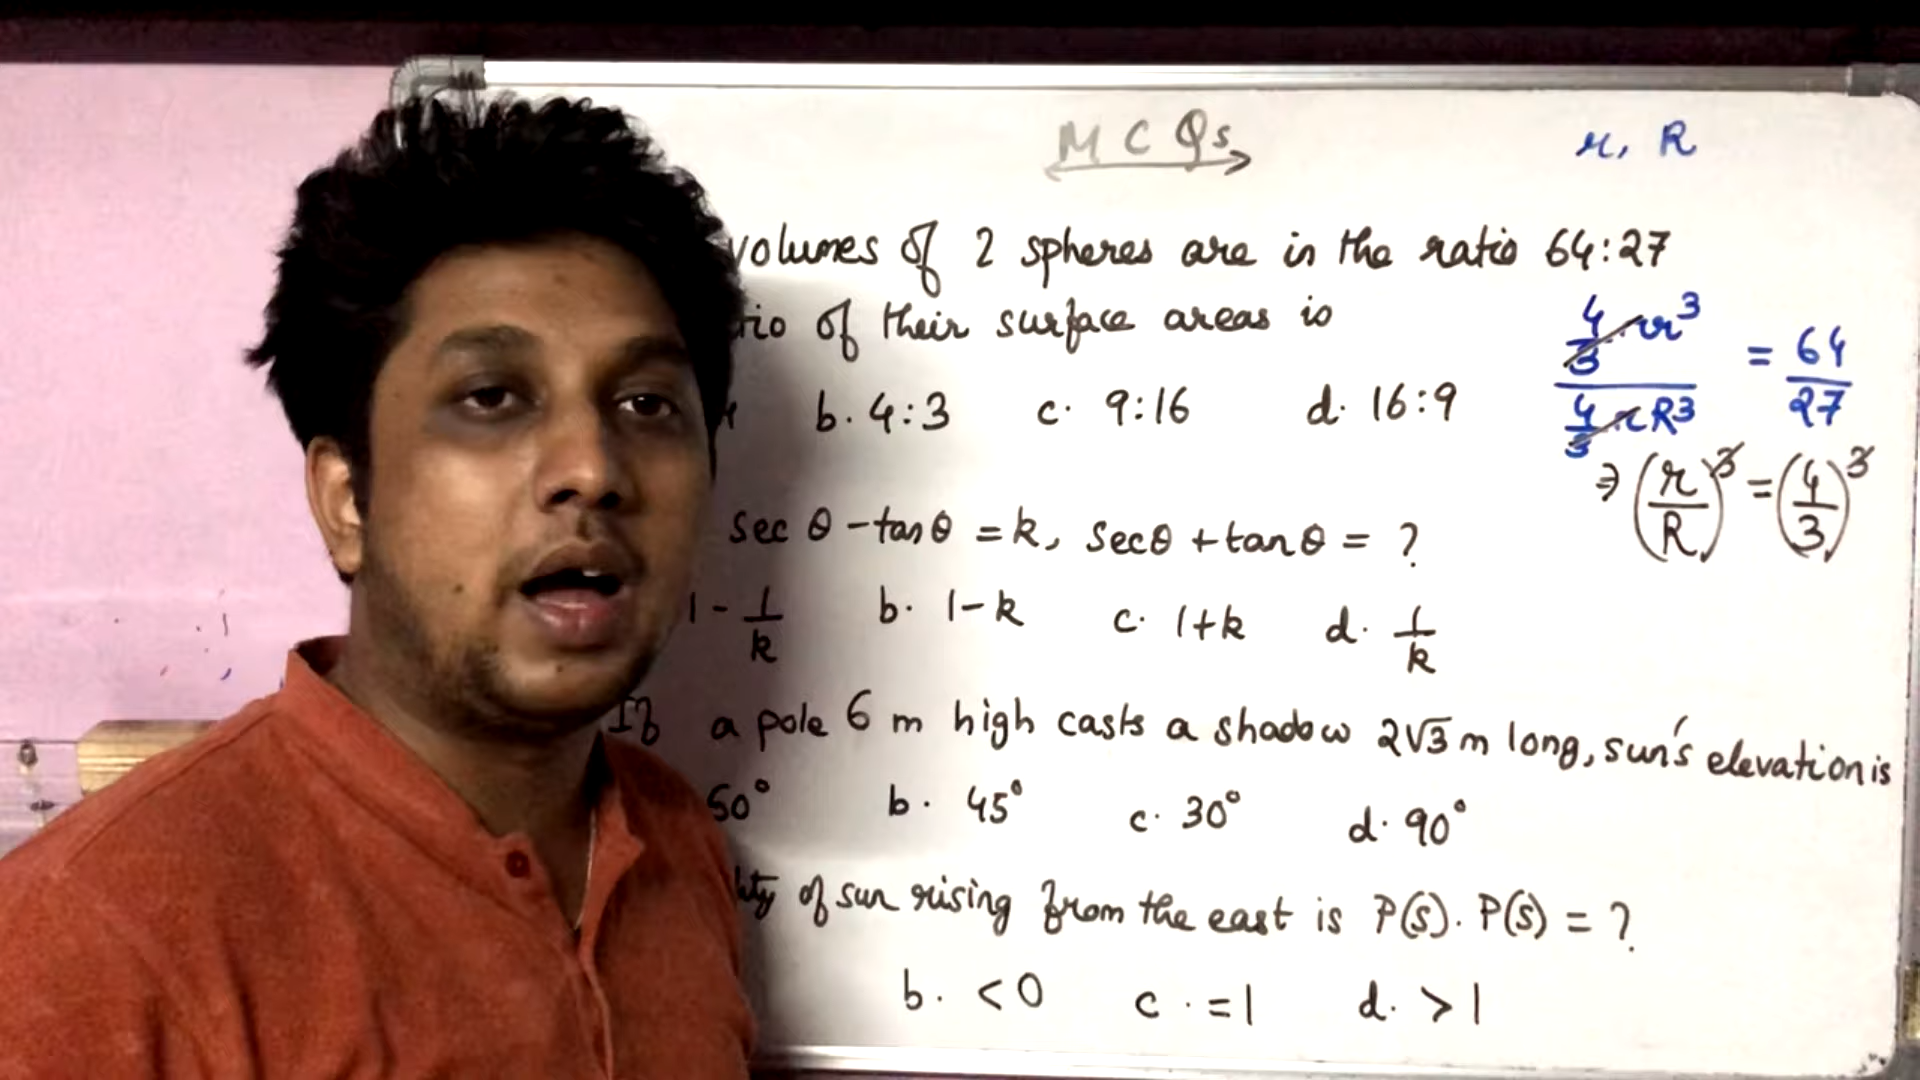 MCQs
r, R
volumes of 2 spheres are in the ratio 64:27
of their surface areas is
b. 4:3 c. 9:16 d. 16:9
4/3 πr³ / 4/3 πR³ = 64/27
⇒ (r/R)³ = (4/3)³
sec θ - tan θ = k, secθ + tan θ = ?
1 - 1/k b. 1-k c. 1+k d. 1/k
If a pole 6 m high casts a shadow 2√3 m long, sun's elevation is
60° b. 45° c. 30° d. 90°
of sun rising from the east is P(S). P(S) = ?
b. <0 c. =1 d. >1